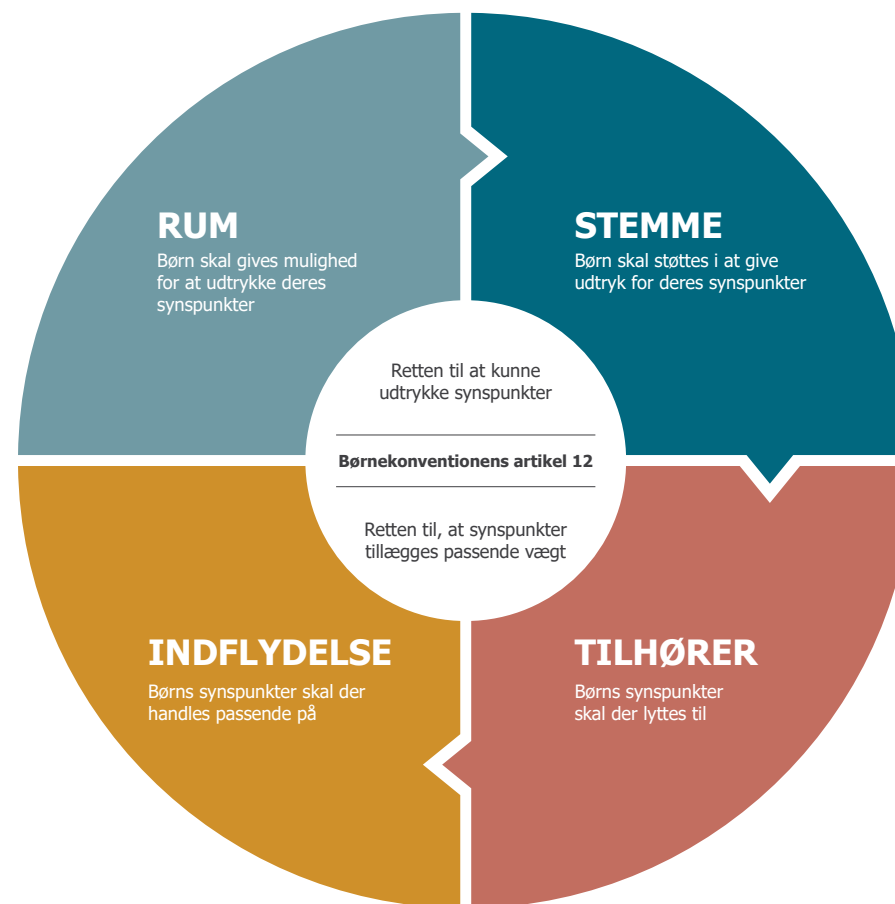 RUM
Børn skal gives mulighed
for at udtrykke deres
synspunkter
STEMME
Børn skal støttes i at give
udtryk for deres synspunkter
Retten til at kunne
udtrykke synspunkter
Børnekonventionens artikel 12
Retten til, at synspunkter
tillægges passende vægt
INDFLYDELSE
Børns synspunkter skal der
handles passende på
TILHØRER
Børns synspunkter
skal der lyttes til